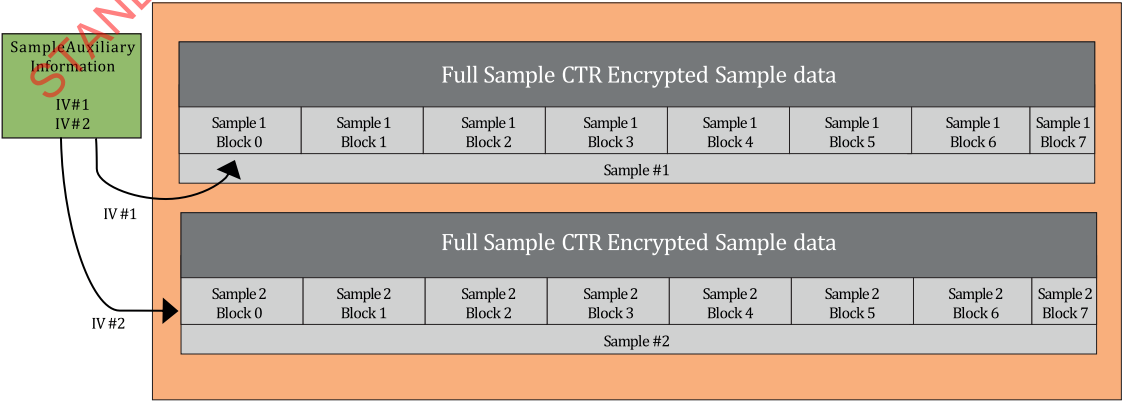 STAND
SampleAuxiliary
Information
IV#1
IV#2
Full Sample CTR Encrypted Sample data
Sample 1 Sample 1 Sample 1 Sample 1 Sample 1 Sample 1 Sample 1 Sample 1
Block 0 Block 1 Block 2 Block 3 Block 4 Block 5 Block 6 Block 7
Sample #1
IV #1
Full Sample CTR Encrypted Sample data
Sample 2 Sample 2 Sample 2 Sample 2 Sample 2 Sample 2 Sample 2 Sample 2
Block 0 Block 1 Block 2 Block 3 Block 4 Block 5 Block 6 Block 7
IV #2
Sample #2